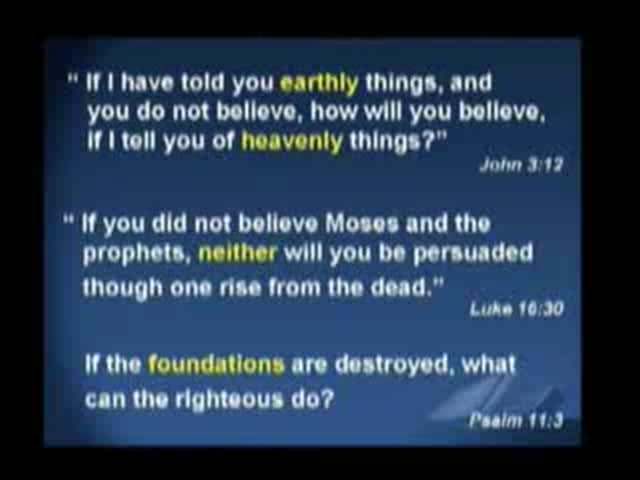 “ If I have told you earthly things, and
you do not believe, how will you believe,
if I tell you of heavenly things?”
John 3:12
“ If you did not believe Moses and the
prophets, neither will you be persuaded
though one rise from the dead.”
Luke 16:30
If the foundations are destroyed, what
can the righteous do?
Psalm 11:3